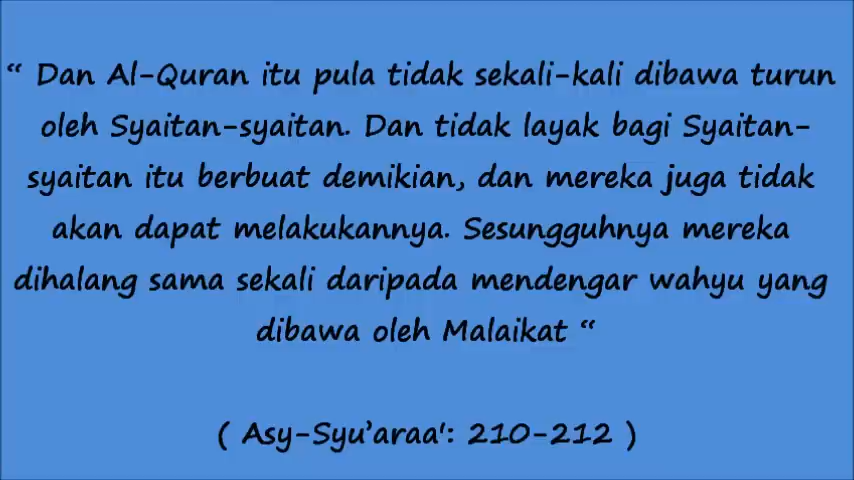 “ Dan Al-Quran itu pula tidak sekali-kali dibawa turun
oleh Syaitan-syaitan. Dan tidak layak bagi Syaitan-
syaitan itu berbuat demikian, dan mereka juga tidak
akan dapat melakukannya. Sesungguhnya mereka
dihalang sama sekali daripada mendengar wahyu yang
dibawa oleh Malaikat “
( Asy-Syu’araa': 210-212 )